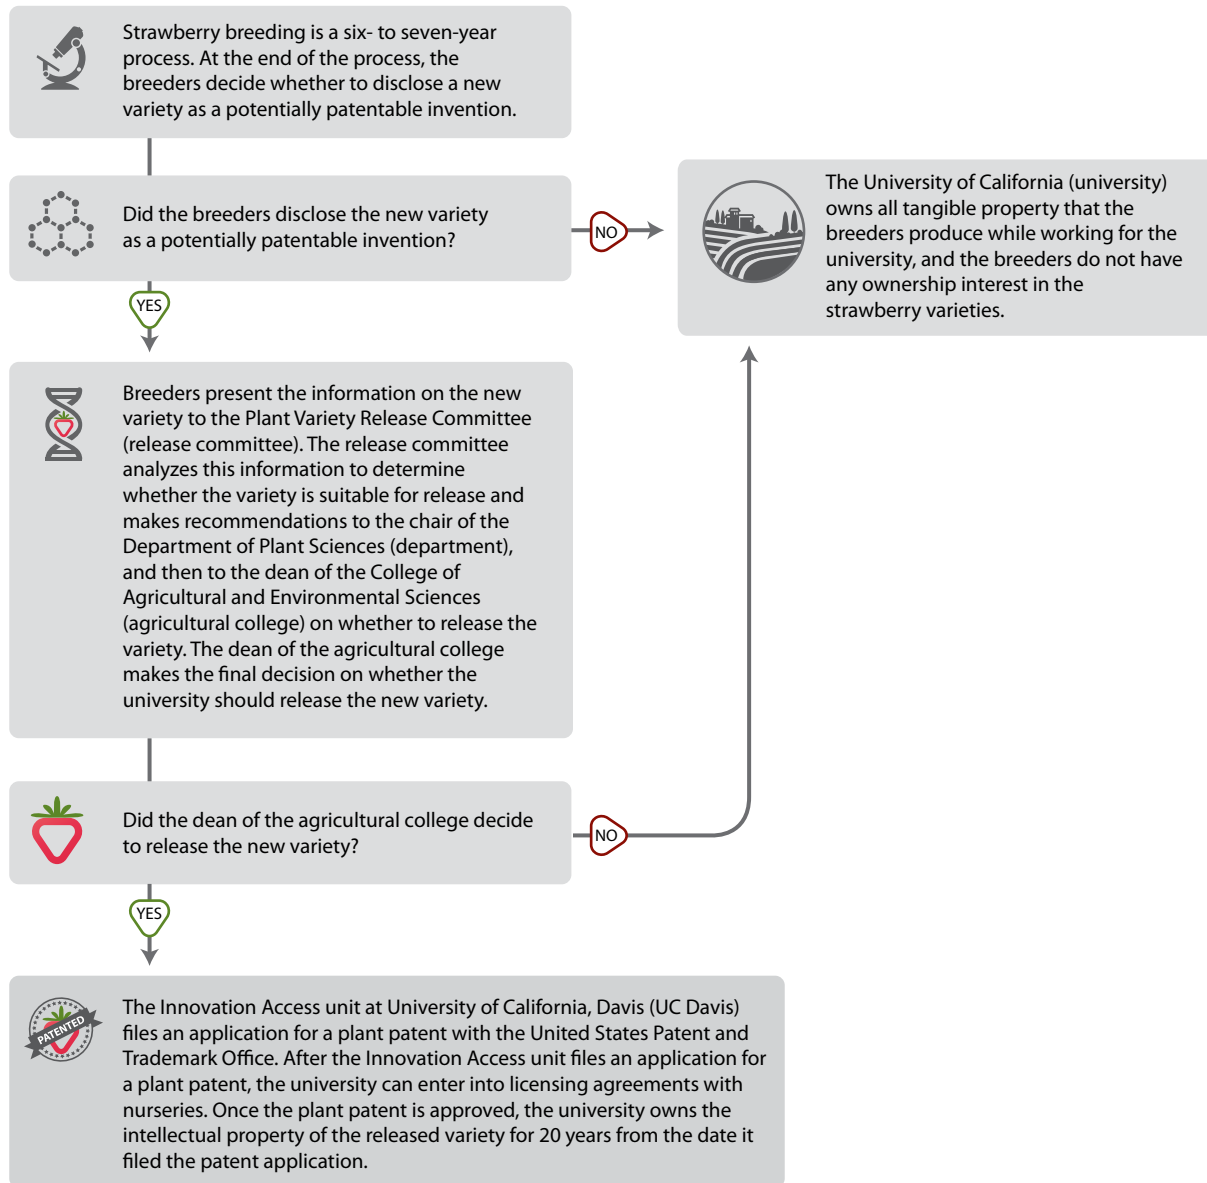 Strawberry breeding is a six- to seven-year
process. At the end of the process, the
breeders decide whether to disclose a new
variety as a potentially patentable invention.
Did the breeders disclose the new variety
as a potentially patentable invention?
NO
The University of California (university)
owns all tangible property that the
breeders produce while working for the
university, and the breeders do not have
any ownership interest in the
strawberry varieties.
YES
Breeders present the information on the new
variety to the Plant Variety Release Committee
(release committee). The release committee
analyzes this information to determine
whether the variety is suitable for release and
makes recommendations to the chair of the
Department of Plant Sciences (department),
and then to the dean of the College of
Agricultural and Environmental Sciences
(agricultural college) on whether to release the
variety. The dean of the agricultural college
makes the final decision on whether the
university should release the new variety.
Did the dean of the agricultural college decide
to release the new variety?
NO
YES
PATENTED
The Innovation Access unit at University of California, Davis (UC Davis)
files an application for a plant patent with the United States Patent and
Trademark Office. After the Innovation Access unit files an application for
a plant patent, the university can enter into licensing agreements with
nurseries. Once the plant patent is approved, the university owns the
intellectual property of the released variety for 20 years from the date it
filed the patent application.